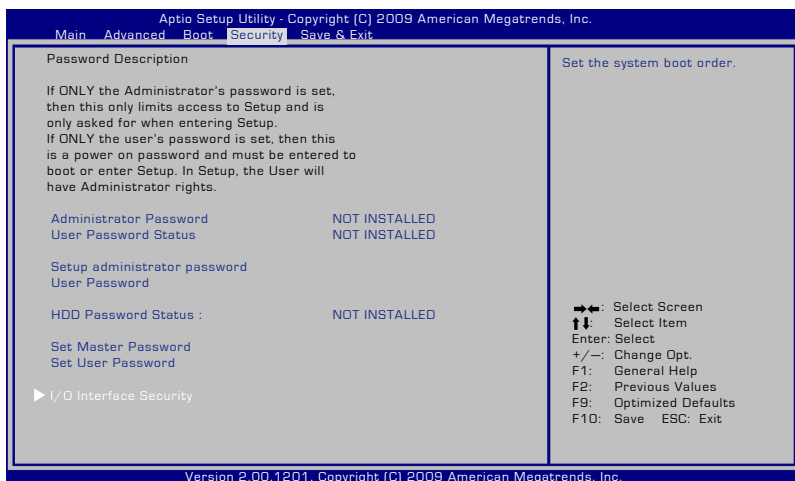 Aptio Setup Utility - Copyright (C) 2009 American Megatrends, Inc.
Main Advanced Boot Security Save & Exit
Password Description
If ONLY the Administrator's password is set,
then this only limits access to Setup and is
only asked for when entering Setup.
If ONLY the user's password is set, then this
is a power on password and must be entered to
boot or enter Setup. In Setup, the User will
have Administrator rights.
Administrator Password NOT INSTALLED
User Password Status NOT INSTALLED
Setup administrator password
User Password
HDD Password Status : NOT INSTALLED
Set Master Password
Set User Password
▶ I/O Interface Security
Set the system boot order.
→←: Select Screen
↑↓: Select Item
Enter: Select
+/—: Change Opt.
F1: General Help
F2: Previous Values
F9: Optimized Defaults
F10: Save ESC: Exit
Version 2.00.1201. Copyright (C) 2009 American Megatrends, Inc.